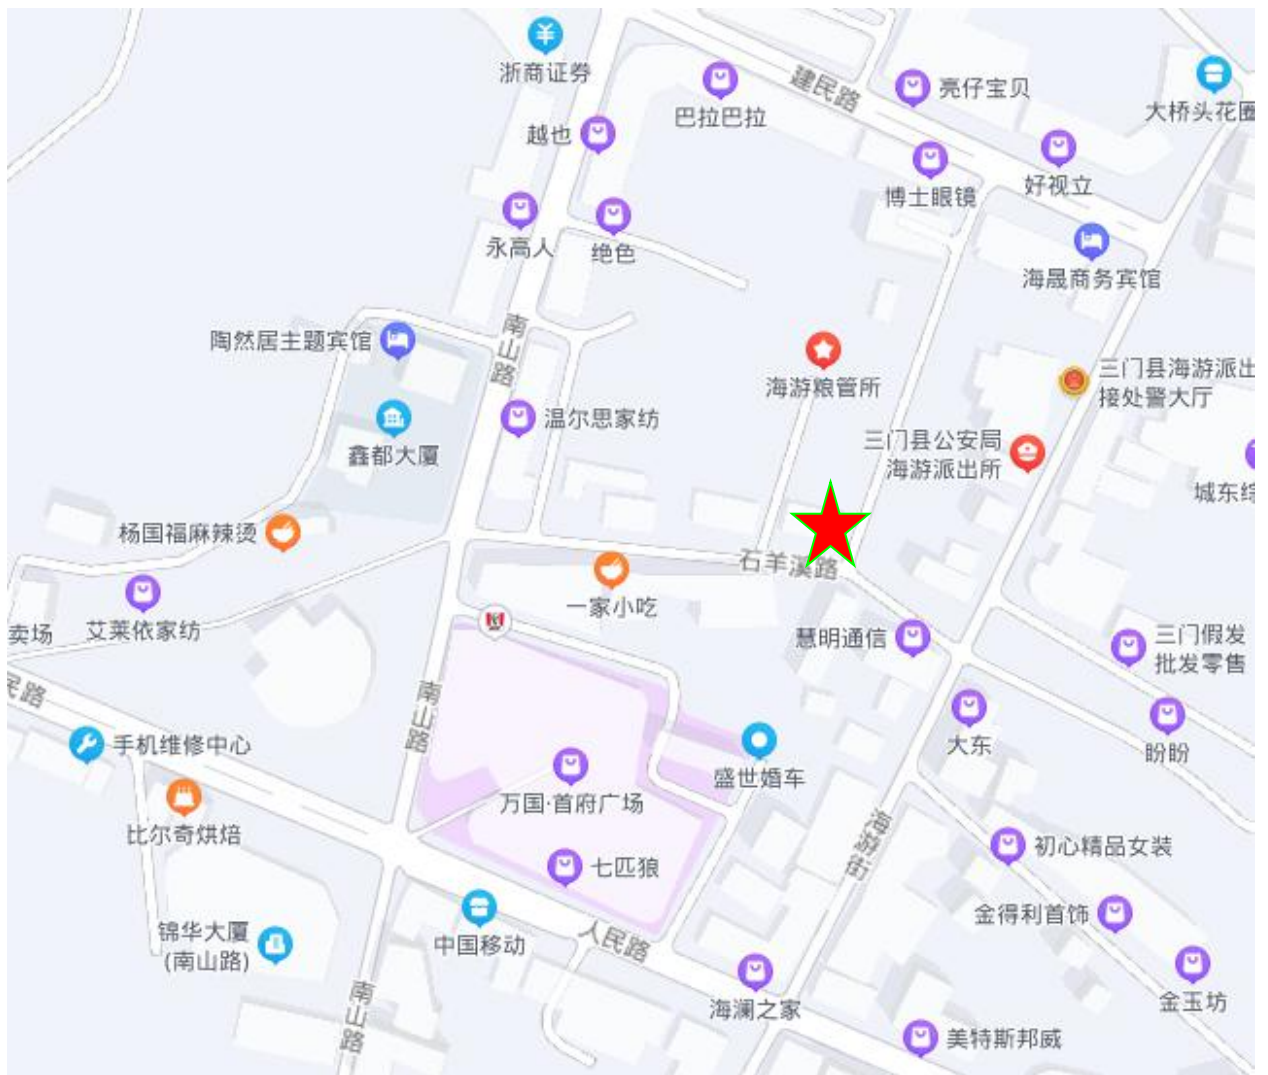 浙商证券
建民路
亮仔宝贝
巴拉巴拉
大桥头花圈
越也
博士眼镜
好视立
永高人
绝色
海晟商务宾馆
陶然居主题宾馆
南山路
海游粮管所
三门县海游派出
接处警大厅
温尔思家纺
鑫都大厦
三门县公安局
海游派出所
城东综
杨国福麻辣烫
石羊溪路
一家小吃
艾莱依家纺
卖场
慧明通信
三门假发
批发零售
民路
南山路
手机维修中心
大东
盼盼
盛世婚车
万国·首府广场
比尔奇烘焙
海游街
初心精品女装
七匹狼
金得利首饰
锦华大厦
(南山路)
中国移动
人民路
南山路
海澜之家
金玉坊
美特斯邦威